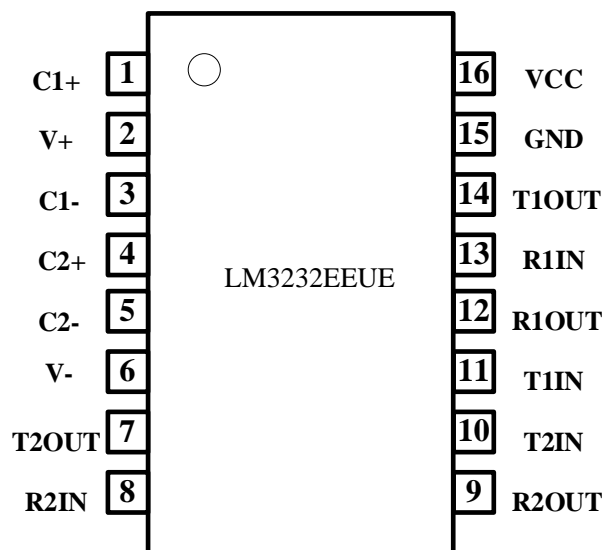 C1+ 1 16 VCC
V+ 2 15 GND
C1- 3 14 T1OUT
C2+ 4 13 R1IN
LM3232EEUE
C2- 5 12 R1OUT
V- 6 11 T1IN
T2OUT 7 10 T2IN
R2IN 8 9 R2OUT